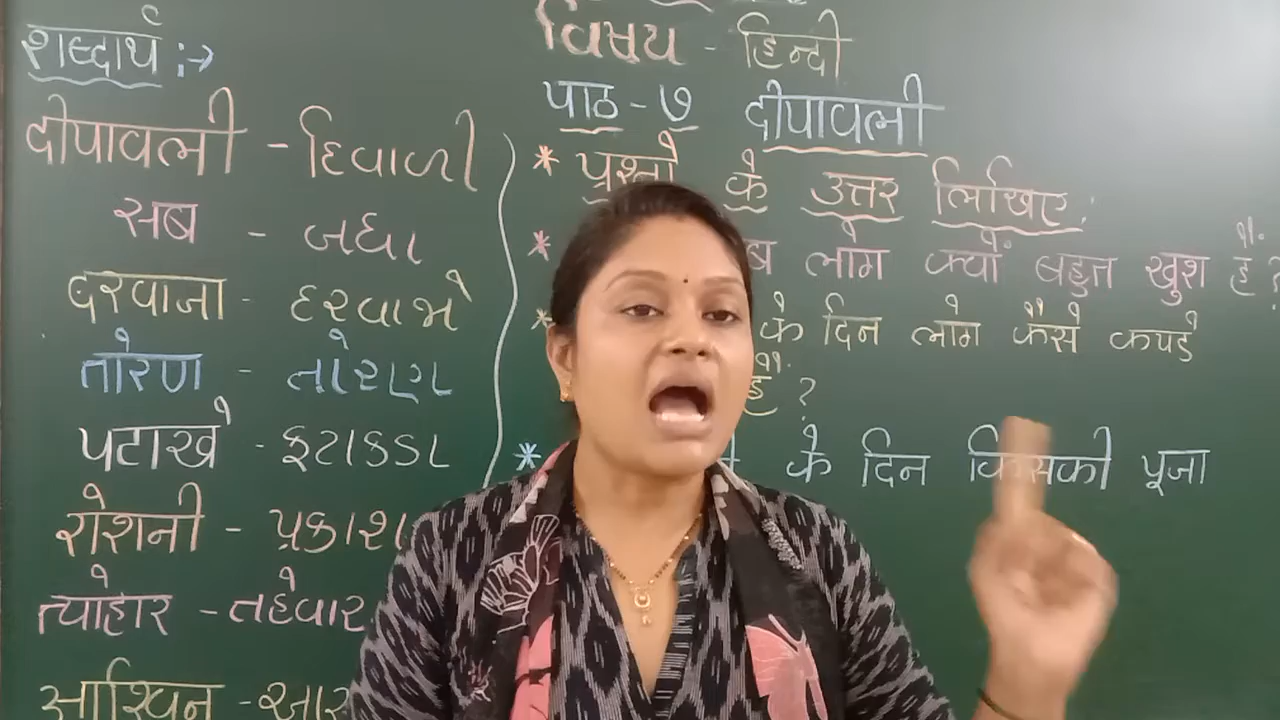 शब्दार्थ :→
दीपावली - દિવાળી
सब - બધા
दरवाजा - દરવાજો
तोरण - તોરણ
पटाखे - ફટાકડા
रोशनी - પ્રકાશ
त्योहार - તહેવાર
आश्विन -
विषय - हिन्दी
पाठ - ७ दीपावली
* प्रश्नों के उत्तर लिखिए:
* लोग क्यों बहुत खुश हैं ?
* के दिन लोग कैसे कपडे
हैं ?
* के दिन किसकी पूजा